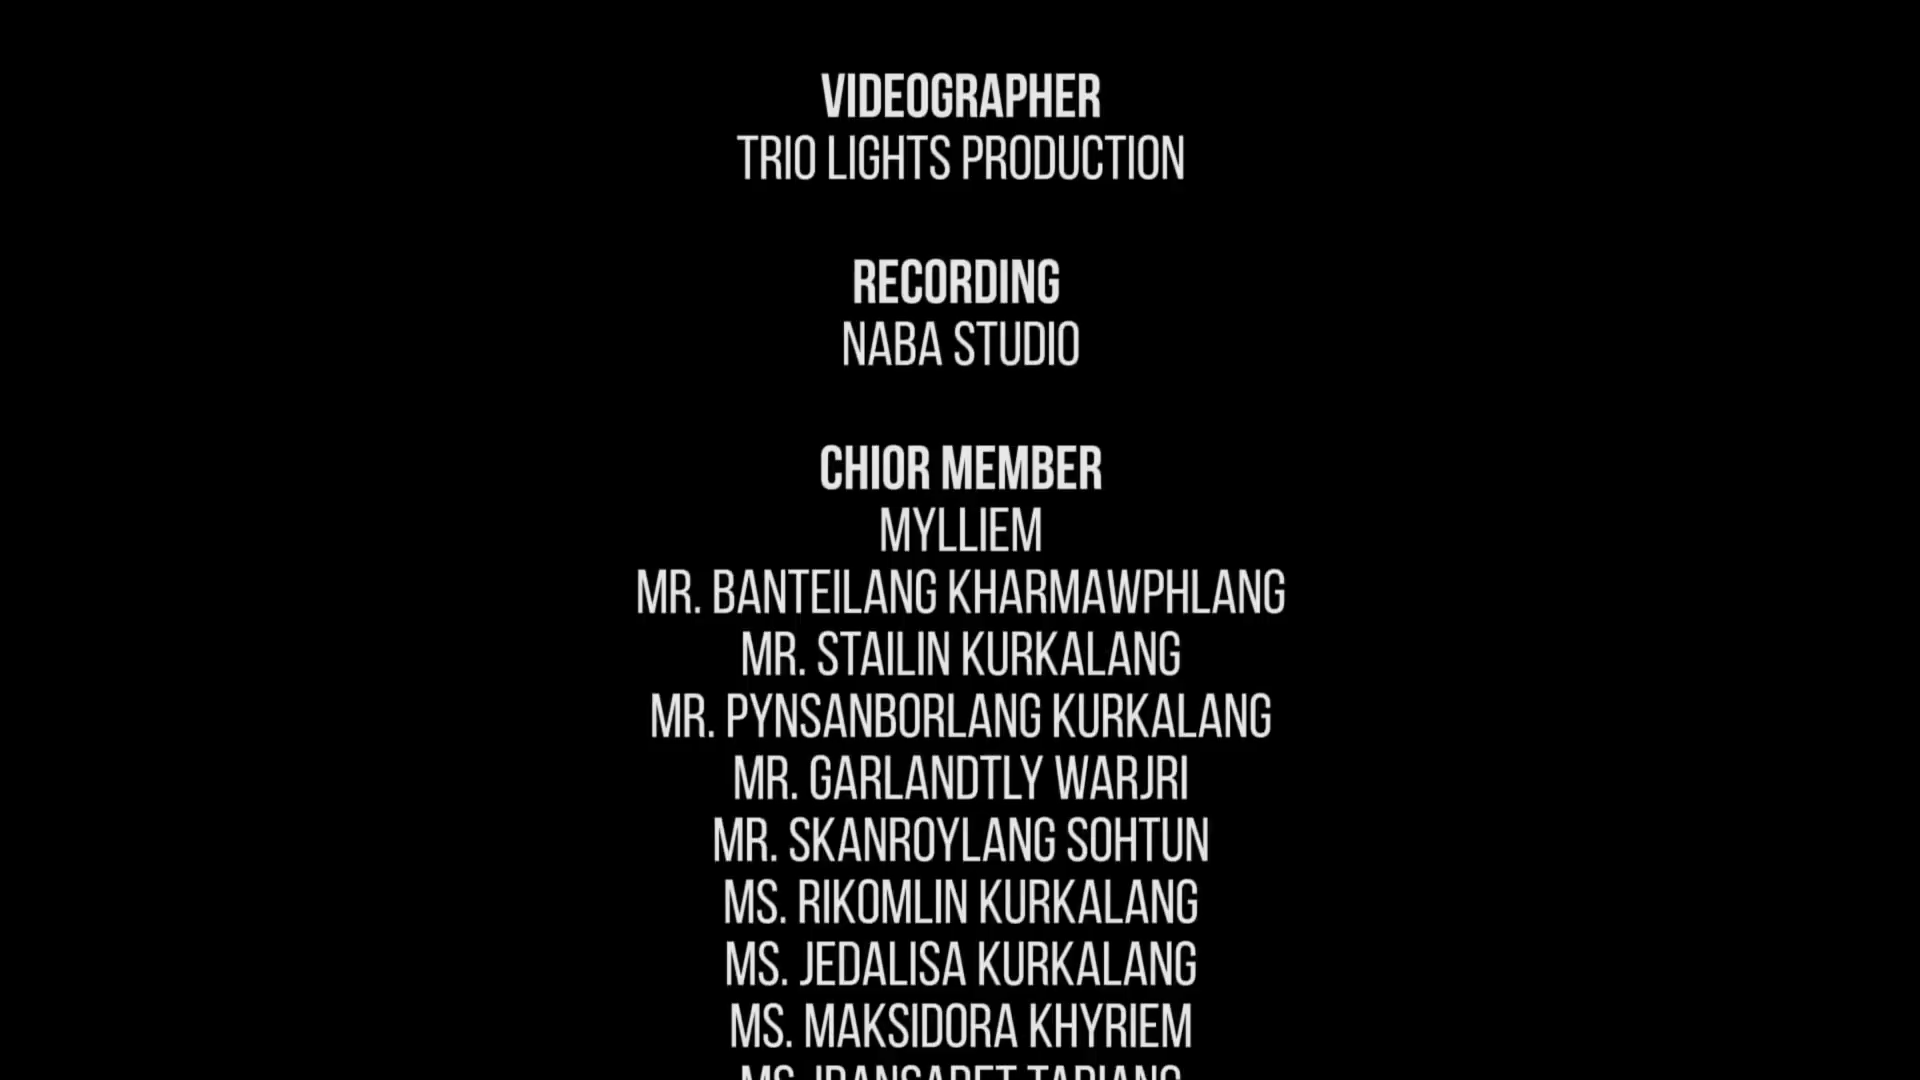 VIDEOGRAPHER
TRIO LIGHTS PRODUCTION
RECORDING
NABA STUDIO
CHIOR MEMBER
MYLLIEM
MR. BANTEILANG KHARMAWPHLANG
MR. STAILIN KURKALANG
MR. PYNSANBORLANG KURKALANG
MR. GARLANDTLY WARJRI
MR. SKANROYLANG SOHTUN
MS. RIKOMLIN KURKALANG
MS. JEDALISA KURKALANG
MS. MAKSIDORA KHYRIEM
MS.